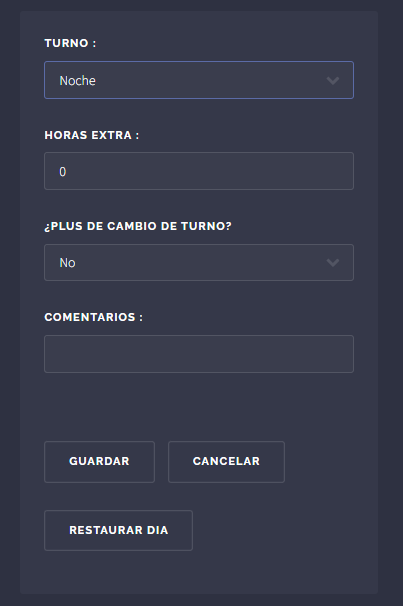 TURNO :
Noche
HORAS EXTRA :
0
¿PLUS DE CAMBIO DE TURNO?
No
COMENTARIOS :
GUARDAR CANCELAR
RESTAURAR DIA